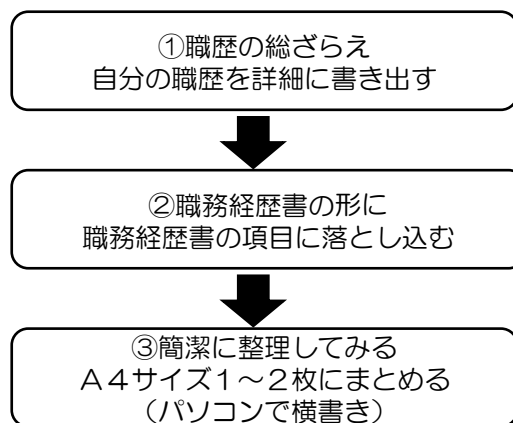 ①職歴の総ざらえ
自分の職歴を詳細に書き出す
②職務経歴書の形に
職務経歴書の項目に落とし込む
③簡潔に整理してみる
Ａ４サイズ１～２枚にまとめる
（パソコンで横書き）